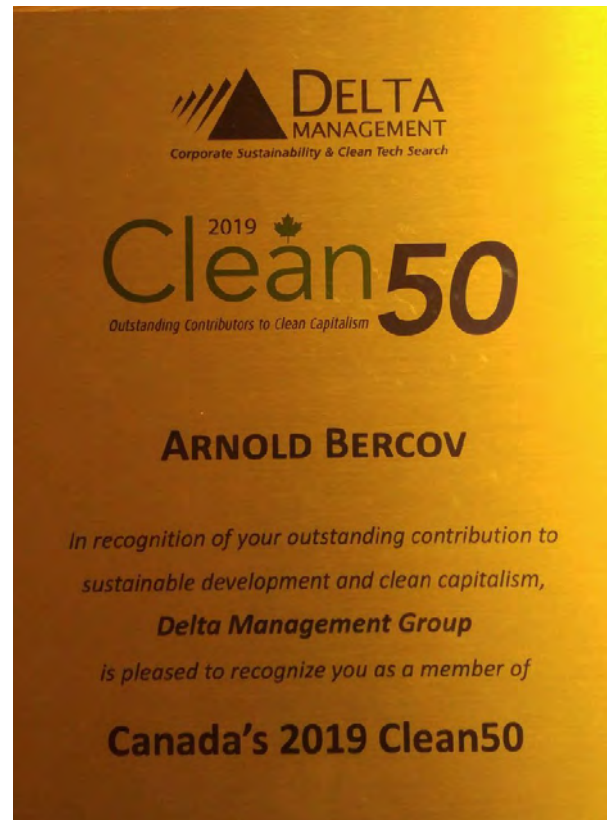 DELTA
MANAGEMENT
Corporate Sustainability & Clean Tech Search
2019
Clean50
Outstanding Contributors to Clean Capitalism
ARNOLD BERCOV
In recognition of your outstanding contribution to
sustainable development and clean capitalism,
Delta Management Group
is pleased to recognize you as a member of
Canada's 2019 Clean50